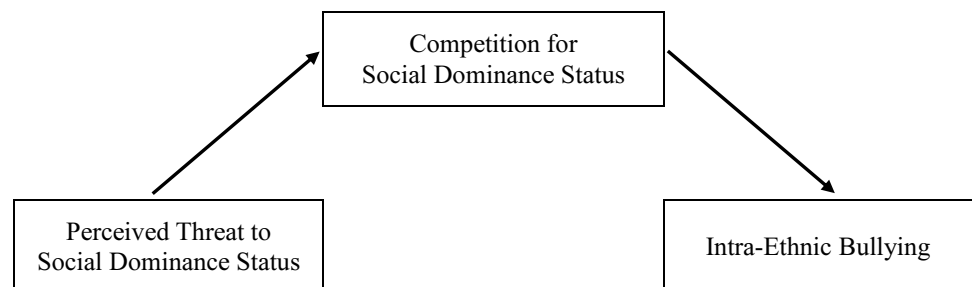 Competition for
Social Dominance Status
Perceived Threat to
Social Dominance Status
Intra-Ethnic Bullying